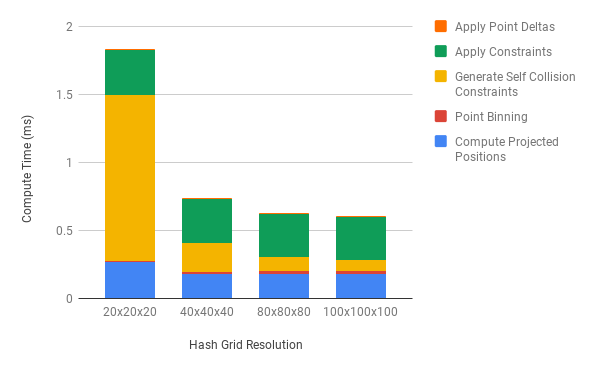 2
1.5
1
0.5
0
Compute Time (ms)
20x20x20
40x40x40
80x80x80
100x100x100
Hash Grid Resolution
Apply Point Deltas
Apply Constraints
Generate Self Collision
Constraints
Point Binning
Compute Projected
Positions